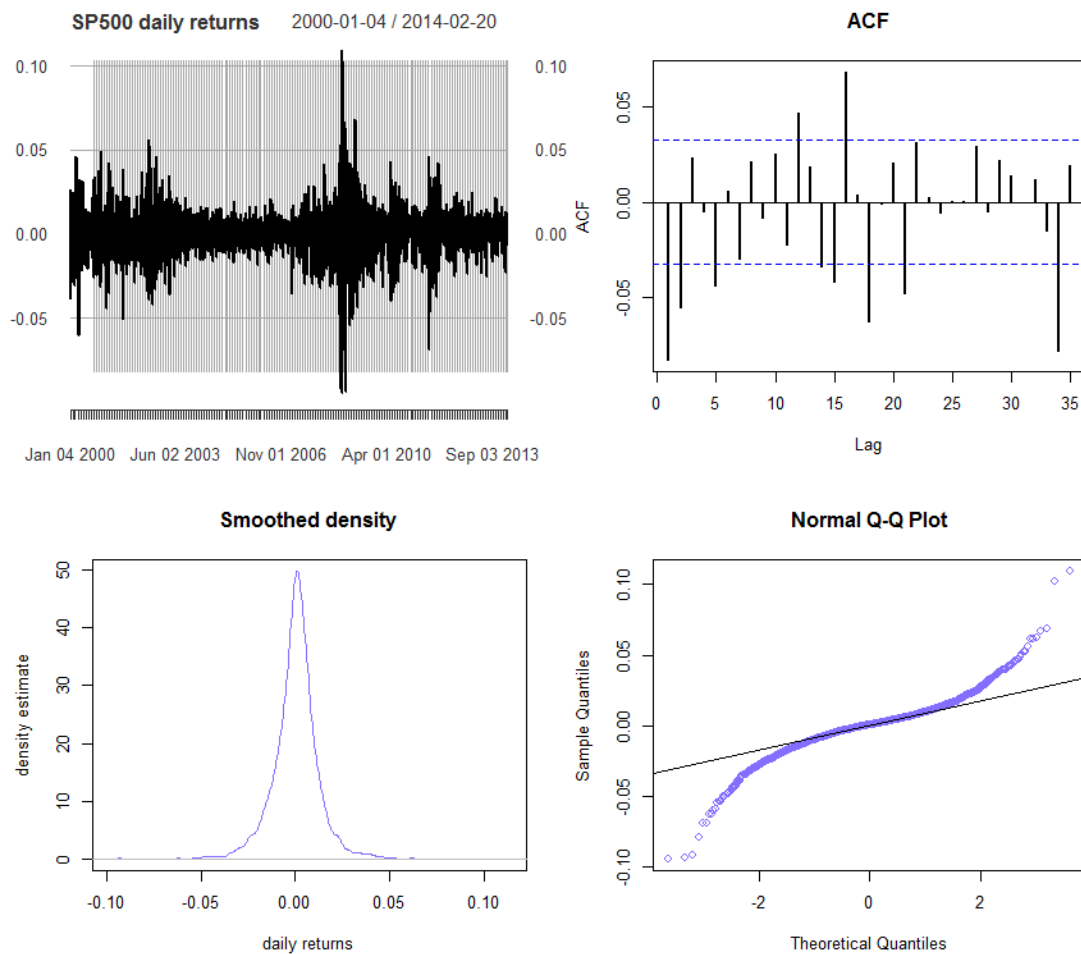 SP500 daily returns 2000-01-04 / 2014-02-20
0.10 0.10
0.05 0.05
0.00 0.00
-0.05 -0.05
Jan 04 2000 Jun 02 2003 Nov 01 2006 Apr 01 2010 Sep 03 2013
ACF
ACF
0.05
0.00
-0.05
0 5 10 15 20 25 30 35
Lag
Smoothed density
density estimate
50
40
30
20
10
0
-0.10 -0.05 0.00 0.05 0.10
daily returns
Normal Q-Q Plot
Sample Quantiles
0.10
0.05
0.00
-0.05
-0.10
-2 0 2
Theoretical Quantiles